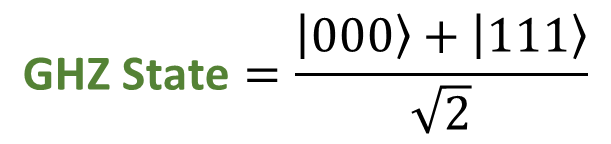 GHZ State = |000⟩ + |111⟩ / √2